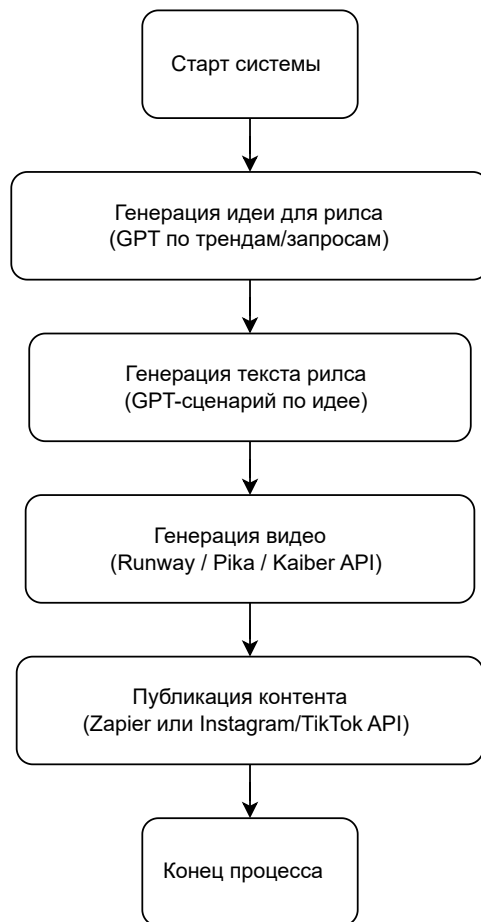 Старт системы
Генерация идеи для рилса
(GPT по трендам/запросам)
Генерация текста рилса
(GPT-сценарий по идее)
Генерация видео
(Runway / Pika / Kaiber API)
Публикация контента
(Zapier или Instagram/TikTok API)
Конец процесса